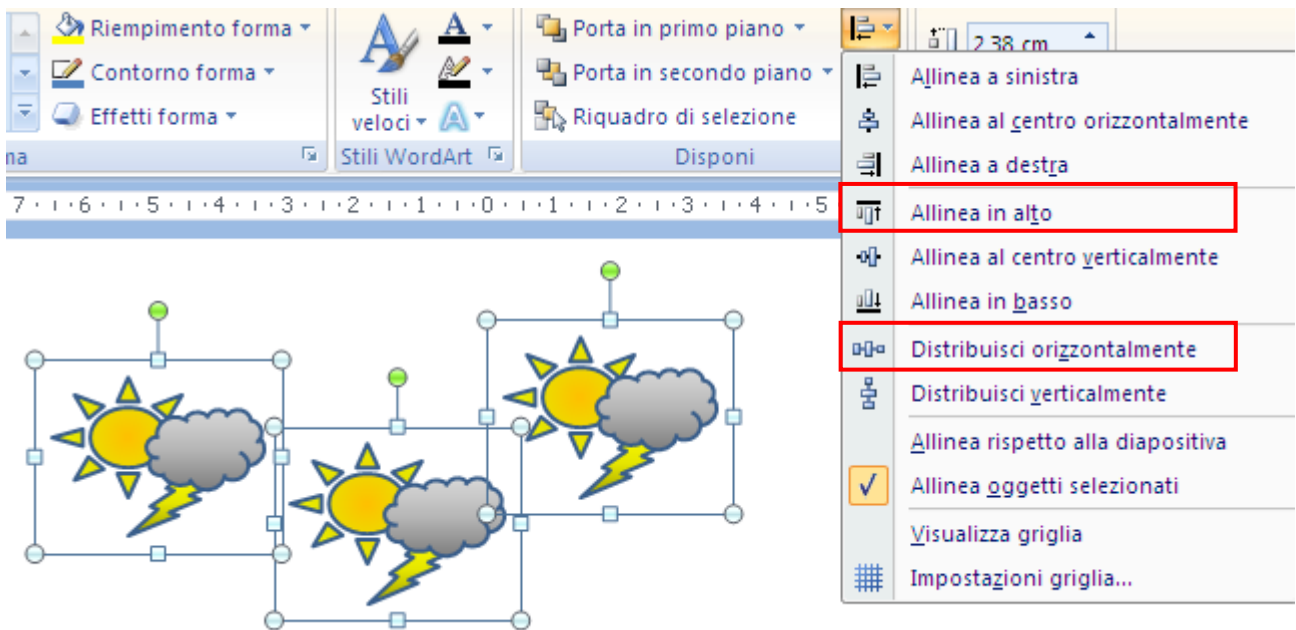 Riempimento forma
Contorno forma
Effetti forma
ma
Stili
veloci
A
A
Stili WordArt
Porta in primo piano
Porta in secondo piano
Riquadro di selezione
Disponi
2,38 cm
7 · 6 · 5 · 4 · 3 · 2 · 1 · 0 · 1 · 2 · 3 · 4 · 5
Allinea a sinistra
Allinea al centro orizzontalmente
Allinea a destra
Allinea in alto
Allinea al centro verticalmente
Allinea in basso
Distribuisci orizzontalmente
Distribuisci verticalmente
Allinea rispetto alla diapositiva
Allinea oggetti selezionati
Visualizza griglia
Impostazioni griglia...